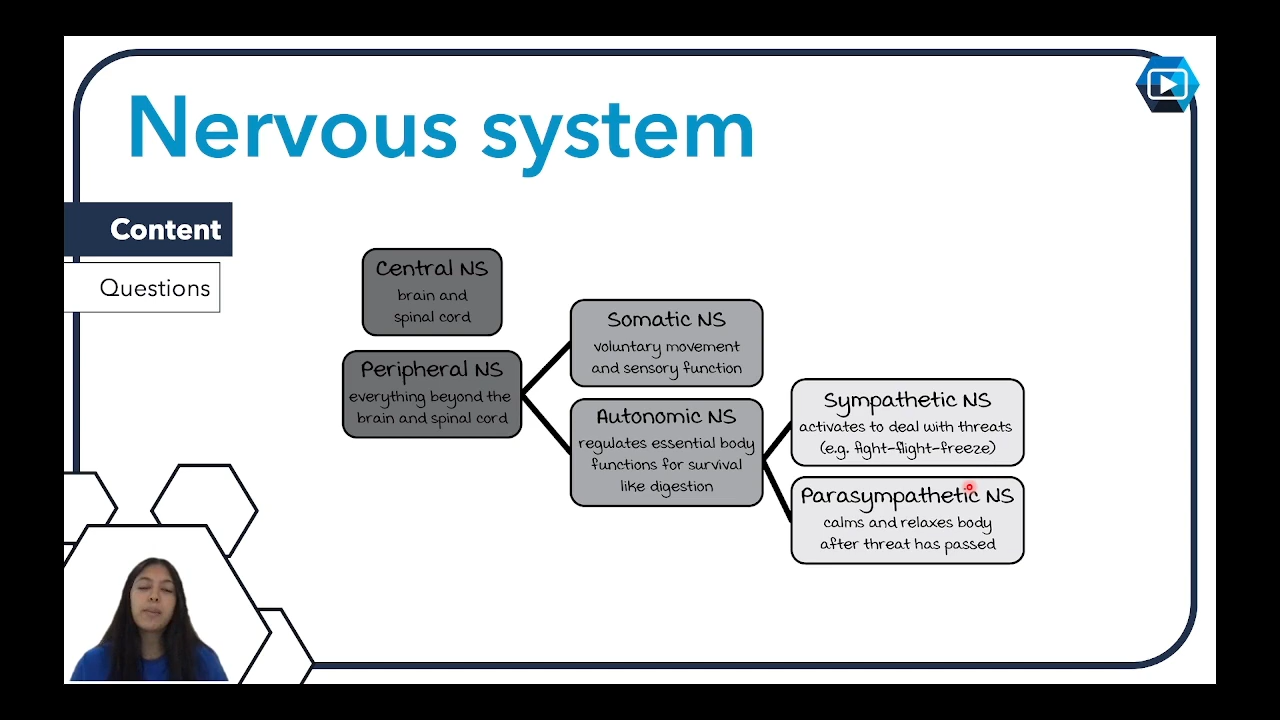 Nervous system
Content
Questions
Central NS
brain and
spinal cord
Peripheral NS
everything beyond the
brain and spinal cord
Somatic NS
voluntary movement
and sensory function
Autonomic NS
regulates essential body
functions for survival
like digestion
Sympathetic NS
activates to deal with threats
(e.g. fight-flight-freeze)
Parasympathetic NS
calms and relaxes body
after threat has passed